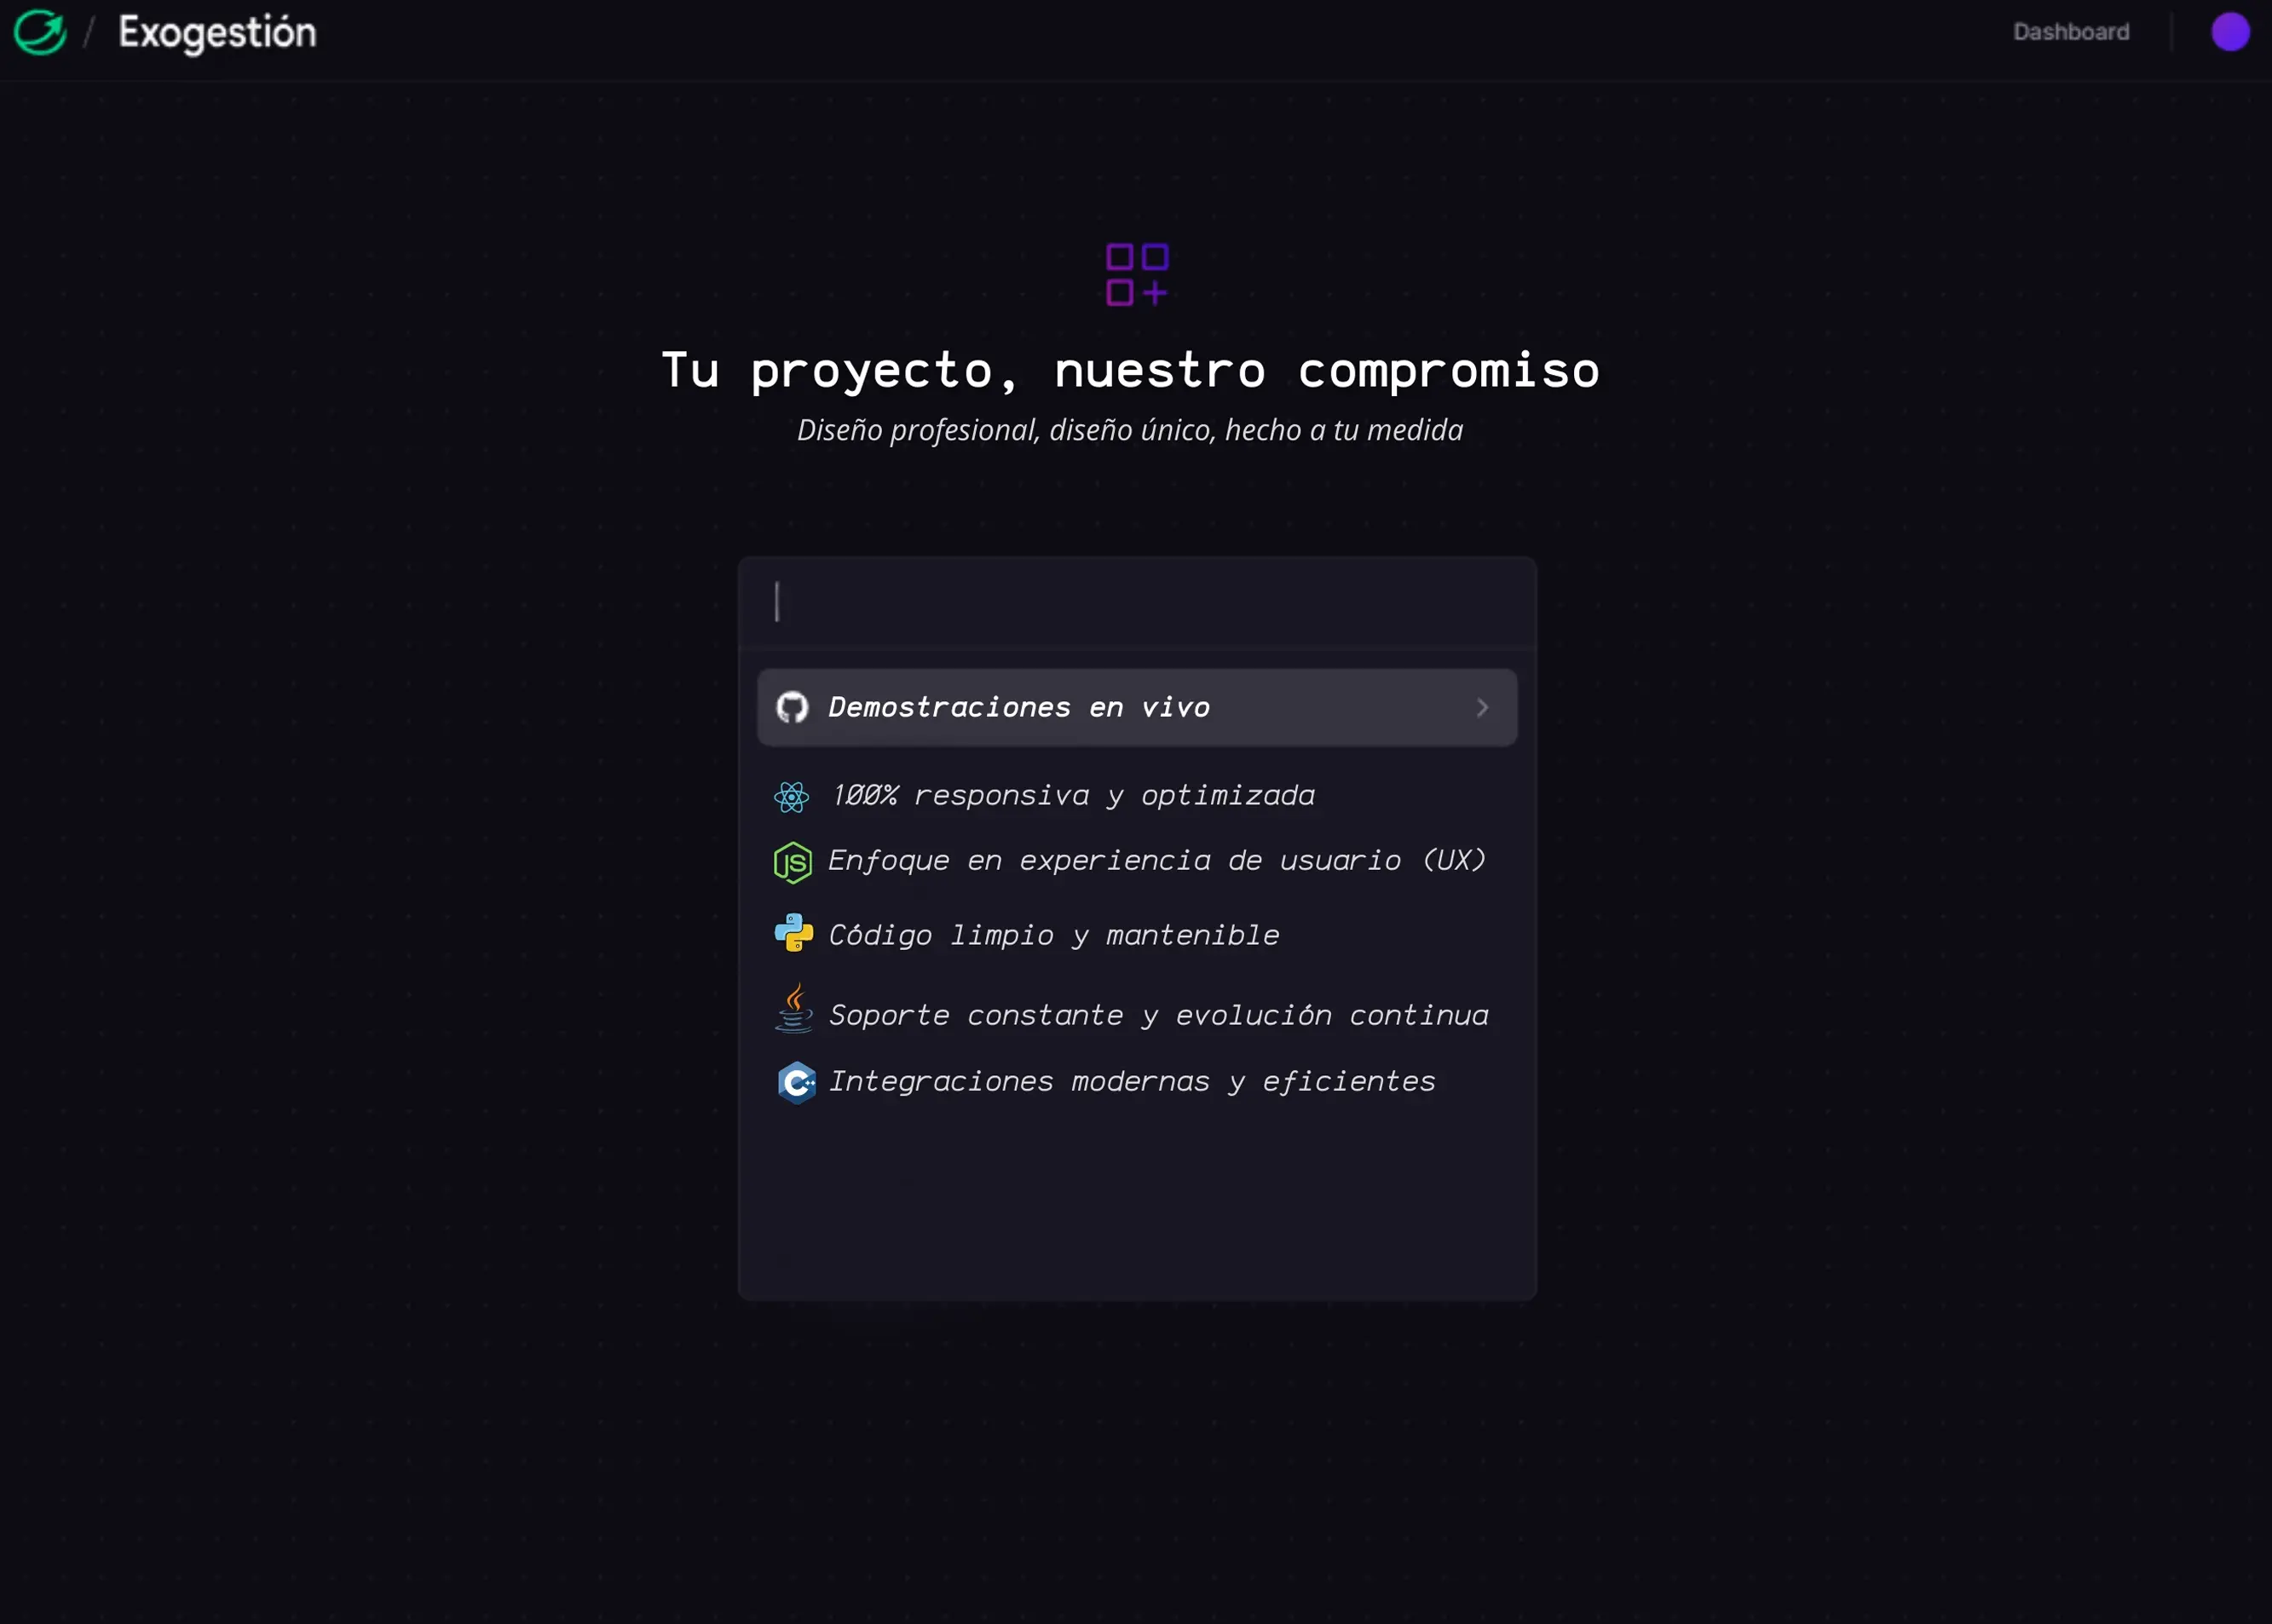 / Exogestión
Dashboard
Tu proyecto, nuestro compromiso
Diseño profesional, diseño único, hecho a tu medida
Demostraciones en vivo
100% responsiva y optimizada
JS Enfoque en experiencia de usuario (UX)
Código limpio y mantenible
Soporte constante y evolución continua
C++ Integraciones modernas y eficientes